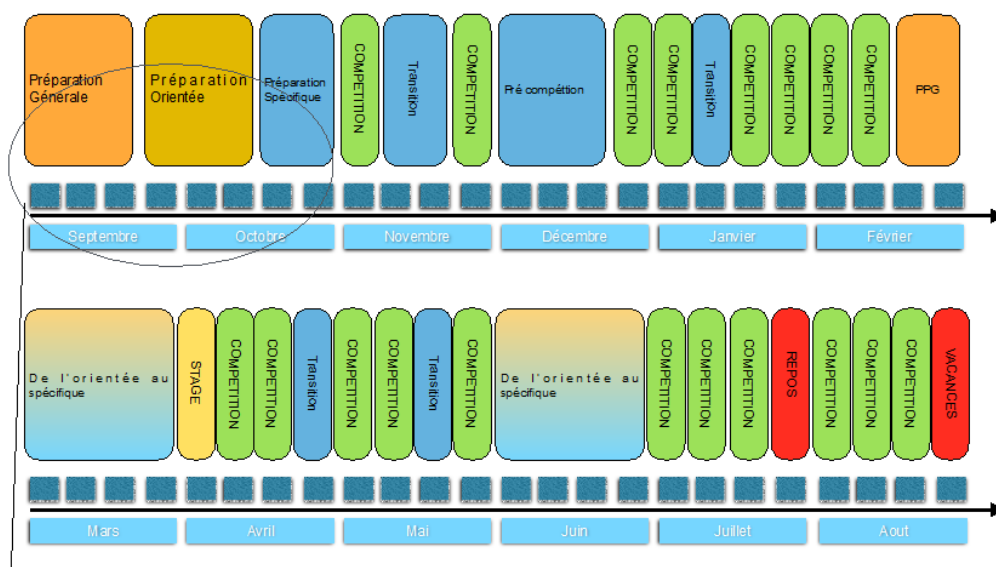 Préparation
Générale
Préparation
Orientée
Préparation
Spécifique
COMPETITION
Transition
COMPETITION
Pré compétion
COMPETITION
COMPETITION
Transition
COMPETITION
COMPETITION
COMPETITION
COMPETITION
PPG
Septembre
Octobre
Novembre
Décembre
Janvier
Février
De l'orientée au
spécifique
STAGE
COMPETITION
COMPETITION
Transition
COMPETITION
COMPETITION
Transition
COMPETITION
De l'orientée au
spécifique
COMPETITION
COMPETITION
COMPETITION
REPOS
COMPETITION
COMPETITION
COMPETITION
VACANCES
Mars
Avril
Mai
Juin
Juillet
Aout